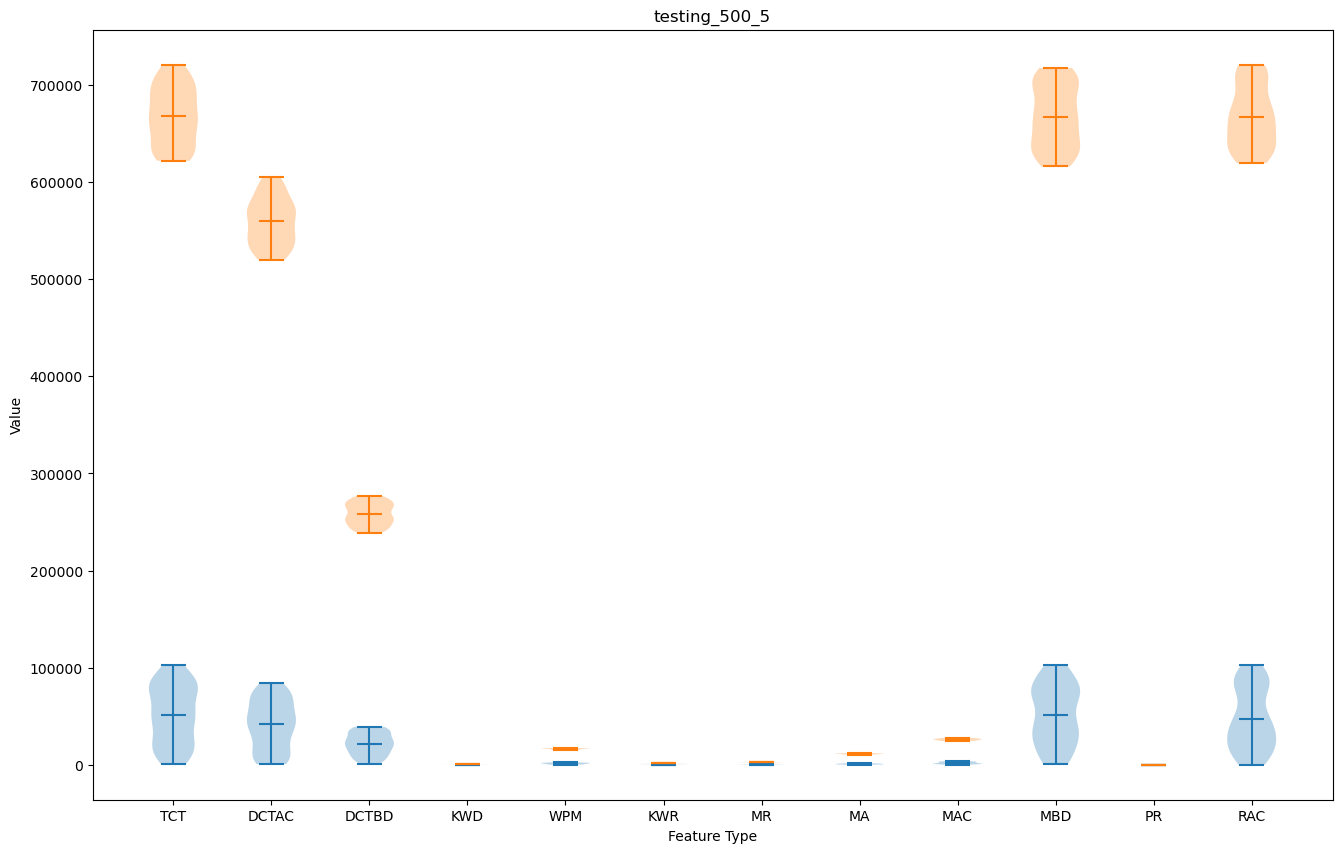 testing_500_5
700000
600000
500000
400000
300000
200000
100000
0
Value
TCT DCTAC DCTBD KWD WPM KWR MR MA MAC MBD PR RAC
Feature Type